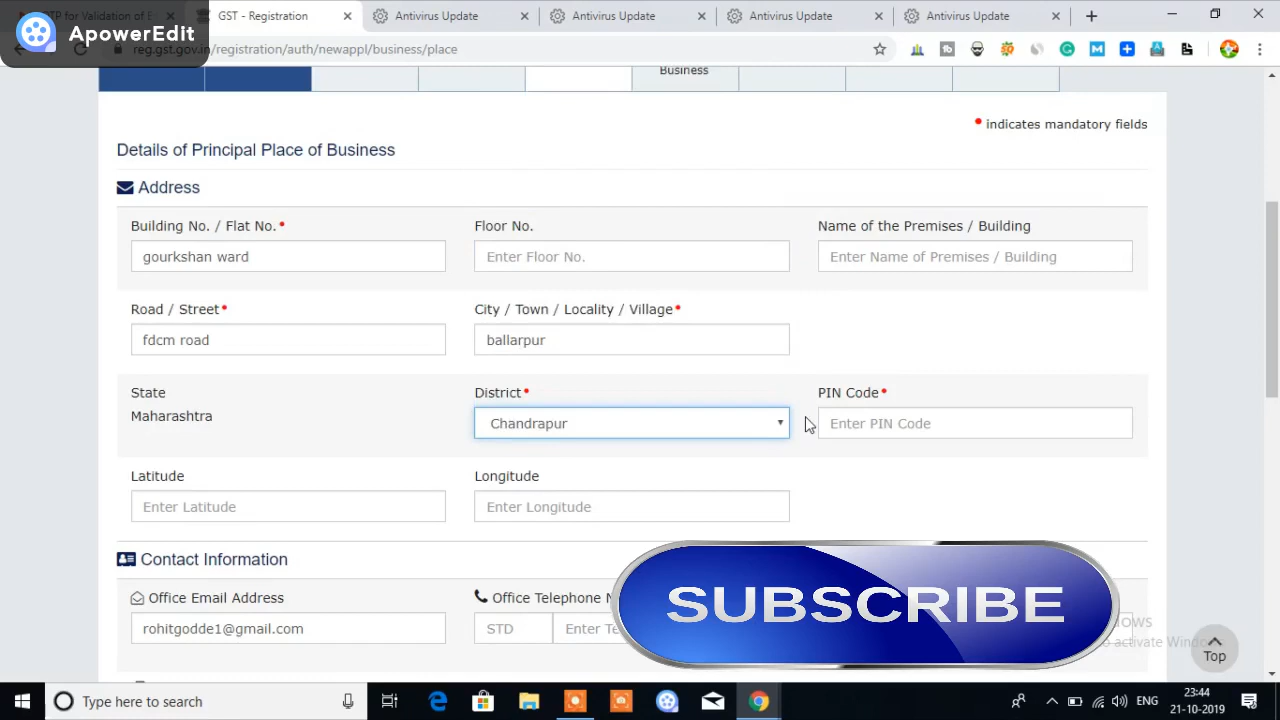 TP for Validation of E
GST - Registration
Antivirus Update
Antivirus Update
Antivirus Update
Antivirus Update
ApowerEdit
reg.gst.gov.in/registration/auth/newappl/business/place
Business
• indicates mandatory fields
Details of Principal Place of Business
Address
Building No. / Flat No.•
Floor No.
Name of the Premises / Building
gourkshan ward
Enter Floor No.
Enter Name of Premises / Building
Road / Street•
City / Town / Locality / Village•
fdcm road
ballarpur
State
District•
PIN Code•
Maharashtra
Chandrapur
Enter PIN Code
Latitude
Longitude
Enter Latitude
Enter Longitude
Contact Information
Office Email Address
Office Telephone N
rohitgodde1@gmail.com
STD
Enter Te
SUBSCRIBE
Top
Type here to search
ENG
23:44
21-10-2019